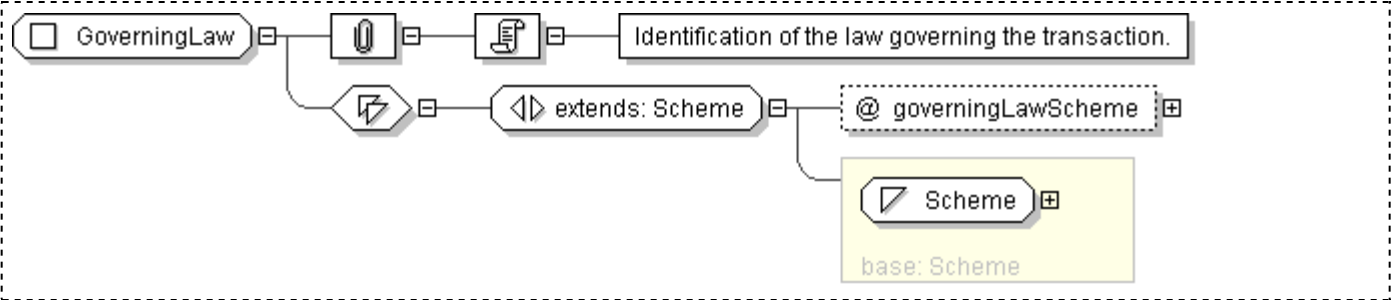 GoverningLaw
Identification of the law governing the transaction.
extends: Scheme
@ governingLawScheme
Scheme
base: Scheme